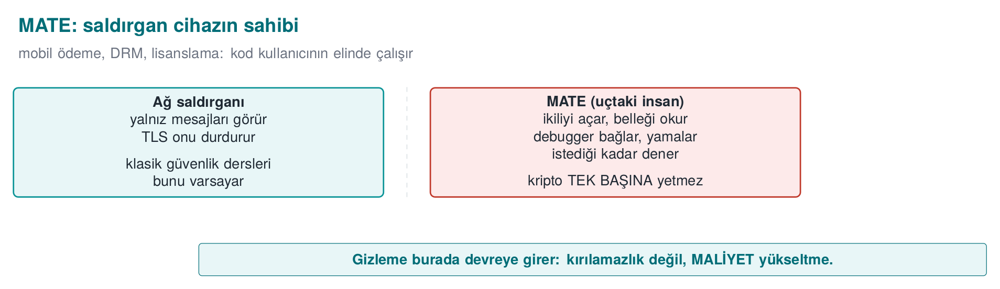 MATE: saldırgan cihazın sahibi
mobil ödeme, DRM, lisanslama: kod kullanıcının elinde çalışır
Ağ saldırganı
yalnız mesajları görür
TLS onu durdurur
klasik güvenlik dersleri
bunu varsayar
MATE (uçtaki insan)
ikiliyi açar, belleği okur
debugger bağlar, yamalar
istediği kadar dener
kripto TEK BAŞINA yetmez
Gizleme burada devreye girer: kırılamazlık değil, MALİYET yükseltme.